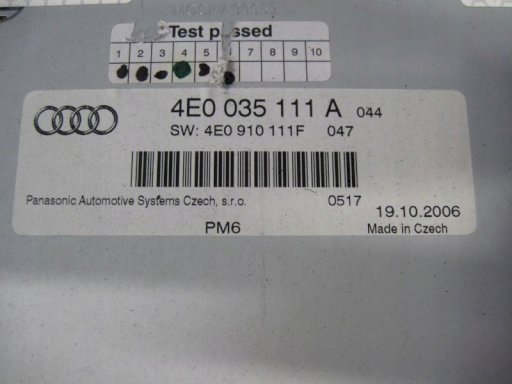 Test passed
1 2 3 4 5 6 7 8 9 10
4E0 035 111 A 044
SW: 4E0 910 111F 047
Panasonic Automotive Systems Czech, s.r.o. 0517
19.10.2006
PM6 Made in Czech